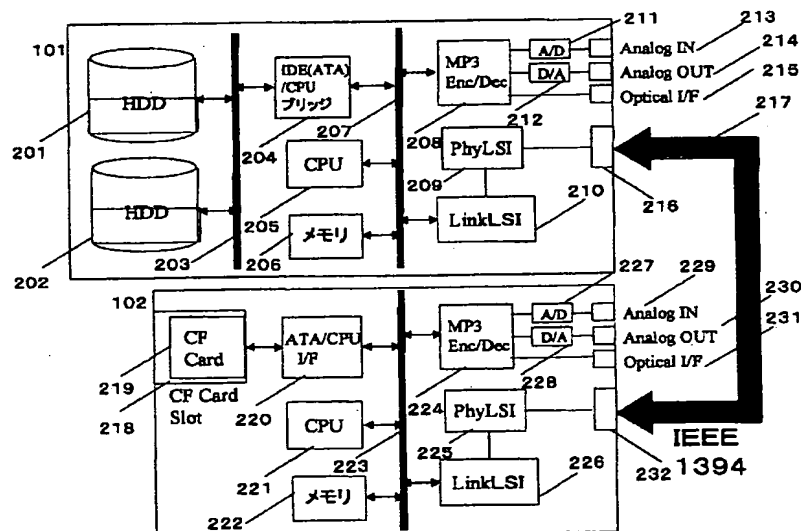 101
HDD
201
HDD
202
203
IDE(ATA)
/CPU
ブリッジ
204
207
CPU
205
メモリ
206
MP3
Enc/Dec
208
PhyLSI
209
210
LinkLSI
211
A/D
D/A
212
213
Analog IN
214
Analog OUT
215
Optical I/F
217
216
102
CF
Card
219
218
CF Card
Slot
ATA/CPU
I/F
220
CPU
221
223
メモリ
222
MP3
Enc/Dec
224
PhyLSI
225
226
LinkLSI
227
A/D
D/A
228
229
Analog IN
230
Analog OUT
231
Optical I/F
232
IEEE
1394